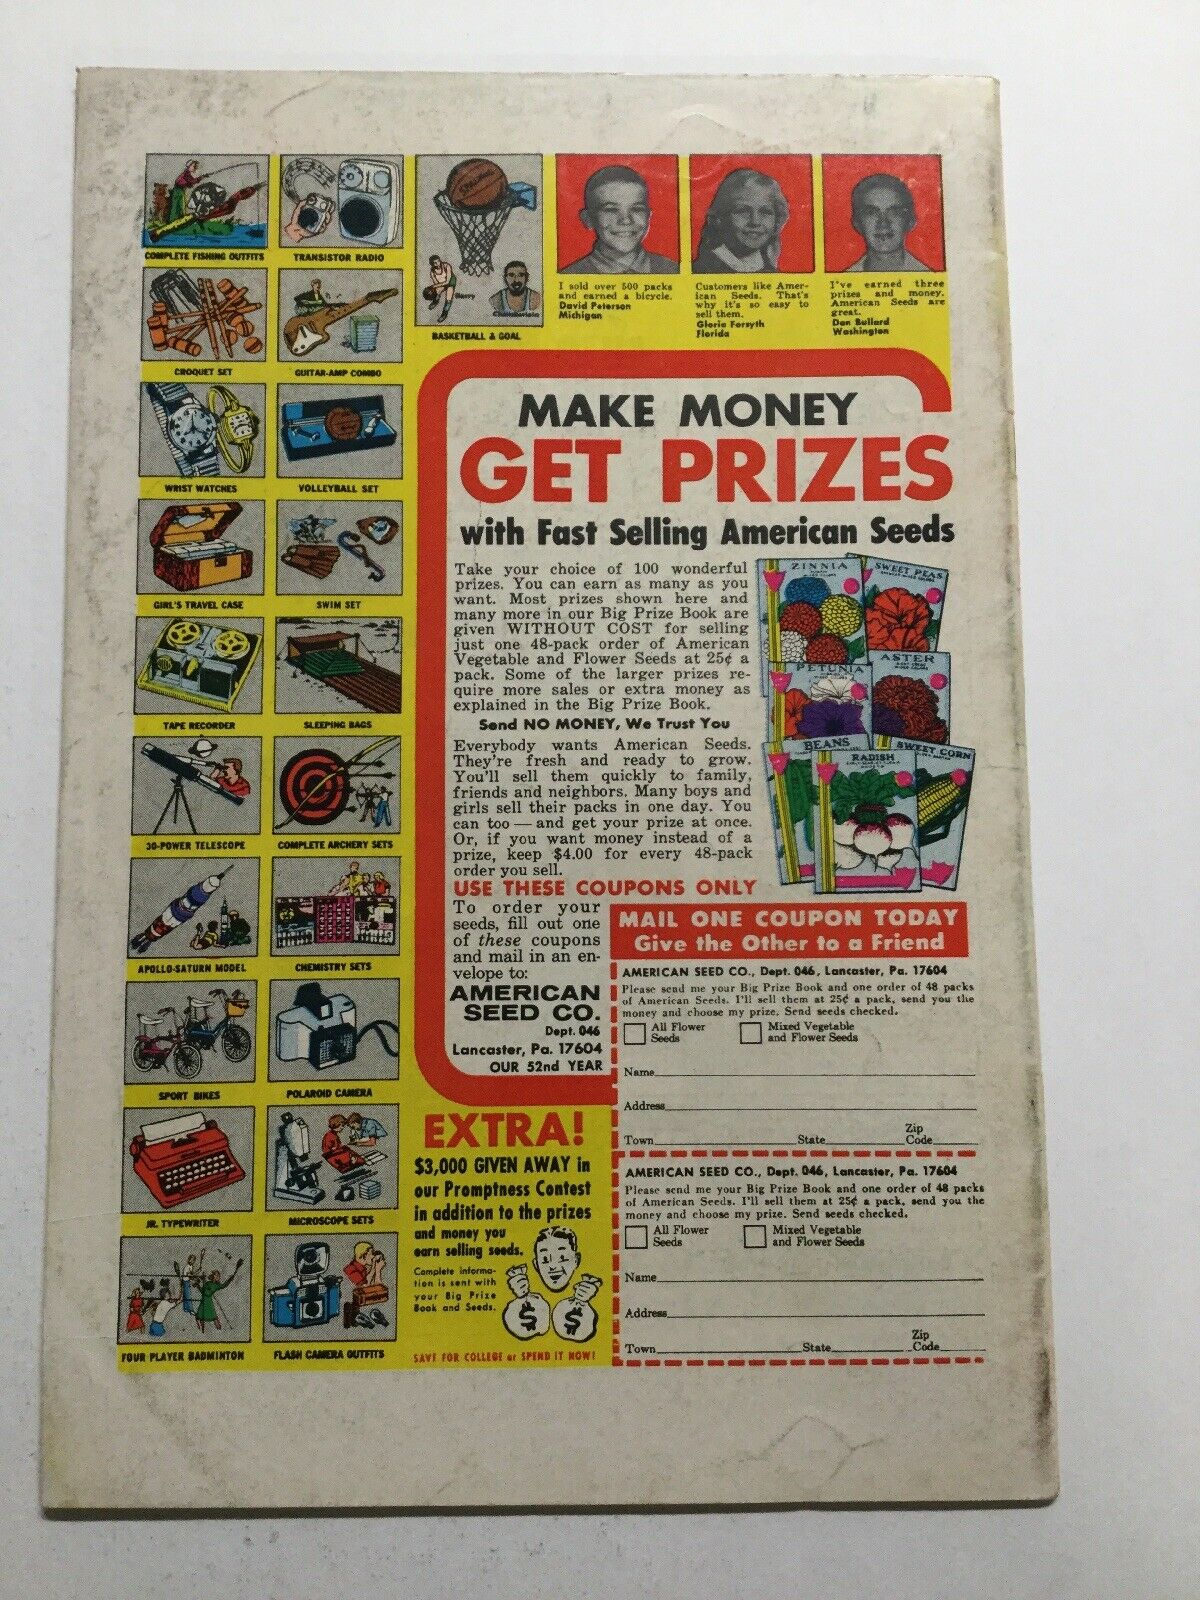 COMPLETE FISHING OUTFITS
TRANSISTOR RADIO
CROQUET SET
GUITAR-AMP COMBO
WRIST WATCHES
VOLLEYBALL SET
GIRL'S TRAVEL CASE
SWIM SET
TAPE RECORDER
SLEEPING BAGS
30-POWER TELESCOPE
COMPLETE ARCHERY SETS
APOLLO-SATURN MODEL
CHEMISTRY SETS
SPORT BIKES
POLAROID CAMERA
JR. TYPEWRITER
MICROSCOPE SETS
FOUR PLAYER BADMINTON
FLASH CAMERA OUTFITS
SPALDING
Harry
Chamberlain
BASKETBALL & GOAL
I sold over 500 packs
and earned a bicycle.
David Peterson
Michigan
Customers like Amer-
ican Seeds. That's
why it's so easy to
sell them.
Gloria Forsyth
Florida
I've earned three
prizes and money.
American Seeds are
great.
Dan Bullard
Washington
MAKE MONEY
GET PRIZES
with Fast Selling American Seeds
Take your choice of 100 wonderful
prizes. You can earn as many as you
want. Most prizes shown here and
many more in our Big Prize Book are
given WITHOUT COST for selling
just one 48-pack order of American
Vegetable and Flower Seeds at 25¢ a
pack. Some of the larger prizes re-
quire more sales or extra money as
explained in the Big Prize Book.
Send NO MONEY, We Trust You
Everybody wants American Seeds.
They're fresh and ready to grow.
You'll sell them quickly to family,
friends and neighbors. Many boys and
girls sell their packs in one day. You
can too — and get your prize at once.
Or, if you want money instead of a
prize, keep $4.00 for every 48-pack
order you sell.
ZINNIA
SWEET PEAS
PETUNIA
ASTER
BEANS
SWEET CORN
RADISH
USE THESE COUPONS ONLY
To order your
seeds, fill out one
of these coupons
and mail in an en-
velope to:
AMERICAN
SEED CO.
Dept. 046
Lancaster, Pa. 17604
OUR 52nd YEAR
MAIL ONE COUPON TODAY
Give the Other to a Friend
AMERICAN SEED CO., Dept. 046, Lancaster, Pa. 17604
Please send me your Big Prize Book and one order of 48 packs
of American Seeds. I'll sell them at 25¢ a pack, send you the
money and choose my prize. Send seeds checked.
All Flower
Seeds
Mixed Vegetable
and Flower Seeds
Name
Address
Town State Zip Code
AMERICAN SEED CO., Dept. 046, Lancaster, Pa. 17604
Please send me your Big Prize Book and one order of 48 packs
of American Seeds. I'll sell them at 25¢ a pack, send you the
money and choose my prize. Send seeds checked.
All Flower
Seeds
Mixed Vegetable
and Flower Seeds
Name
Address
Town State Zip Code
EXTRA!
$3,000 GIVEN AWAY in
our Promptness Contest
in addition to the prizes
and money you
earn selling seeds.
Complete informa-
tion is sent with
your Big Prize
Book and Seeds.
$ $
SAVE FOR COLLEGE or SPEND IT NOW!